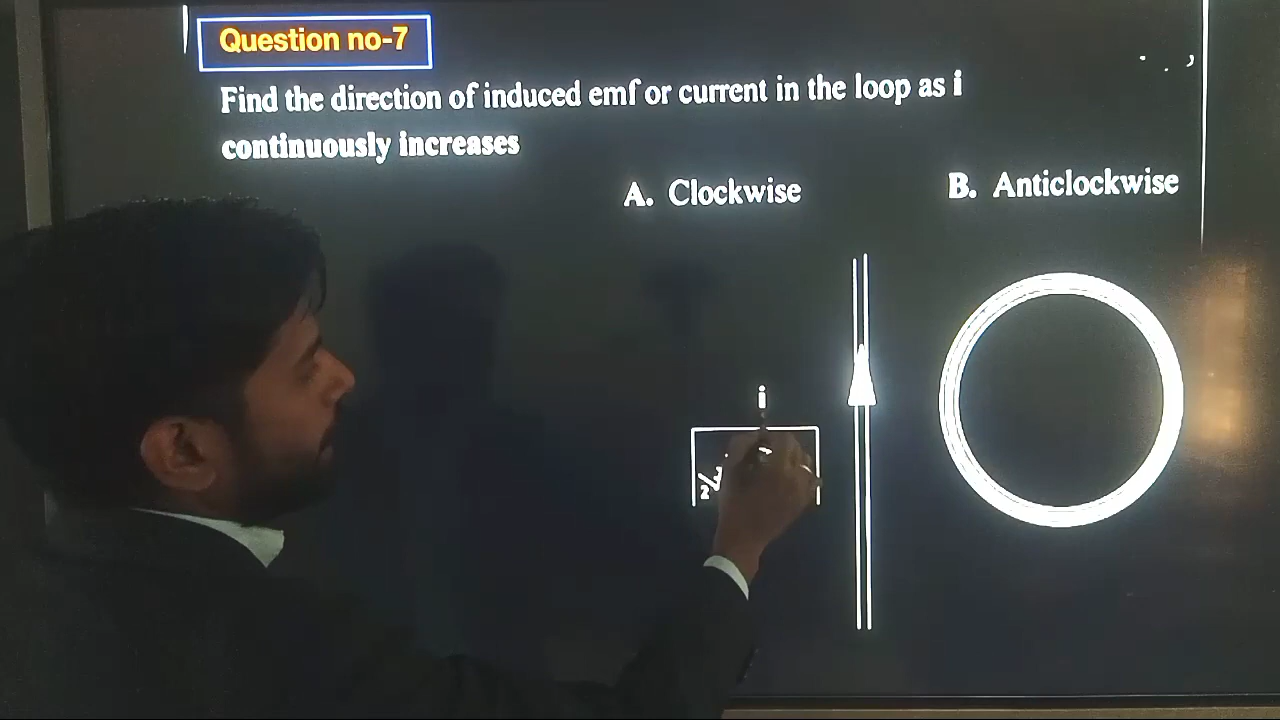 Question no-7
Find the direction of induced emf or current in the loop as i
continuously increases
A. Clockwise
B. Anticlockwise
i